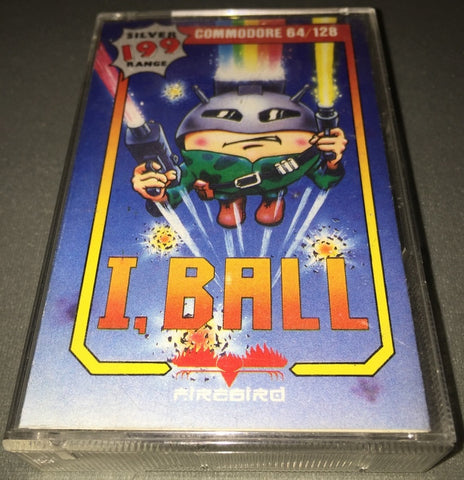 SILVER
199
RANGE
COMMODORE 64/128
I, BALL
FIREBIRD